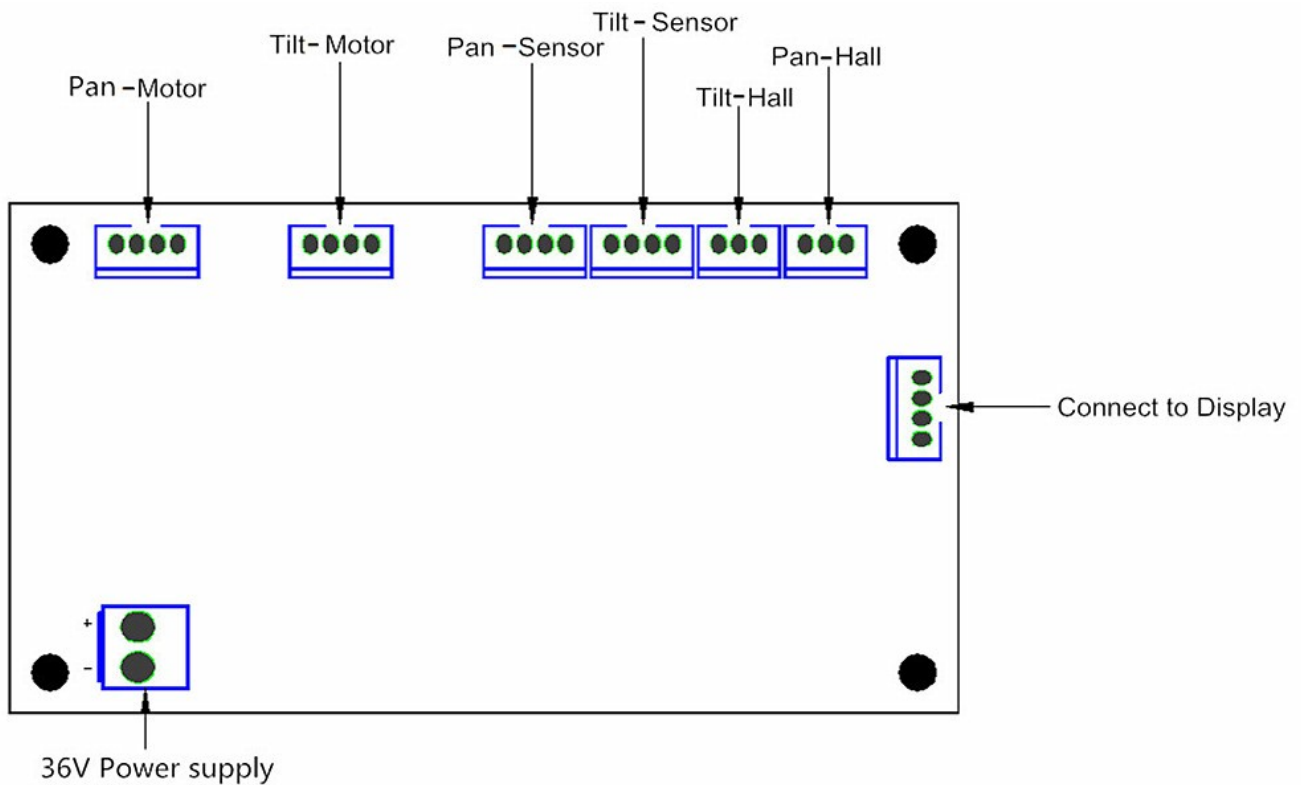 Tilt-Sensor
Tilt-Motor
Pan -Sensor
Pan-Hall
Pan -Motor
Tilt-Hall
Connect to Display
+
-
36V Power supply